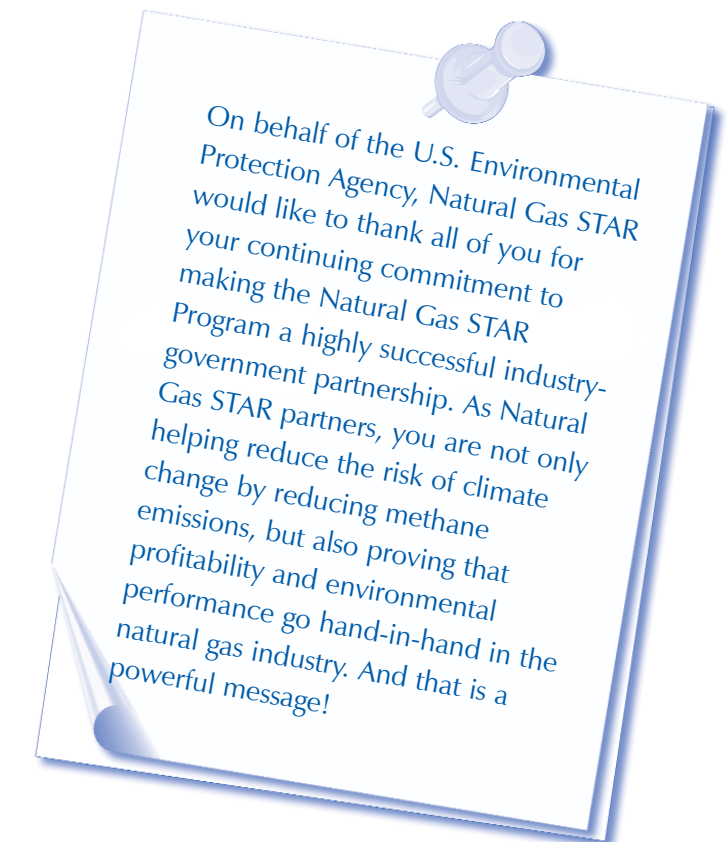 On behalf of the U.S. Environmental
Protection Agency, Natural Gas STAR
would like to thank all of you for
your continuing commitment to
making the Natural Gas STAR
Program a highly successful industry-
government partnership. As Natural
Gas STAR partners, you are not only
helping reduce the risk of climate
change by reducing methane
emissions, but also proving that
profitability and environmental
performance go hand-in-hand in the
natural gas industry. And that is a
powerful message!